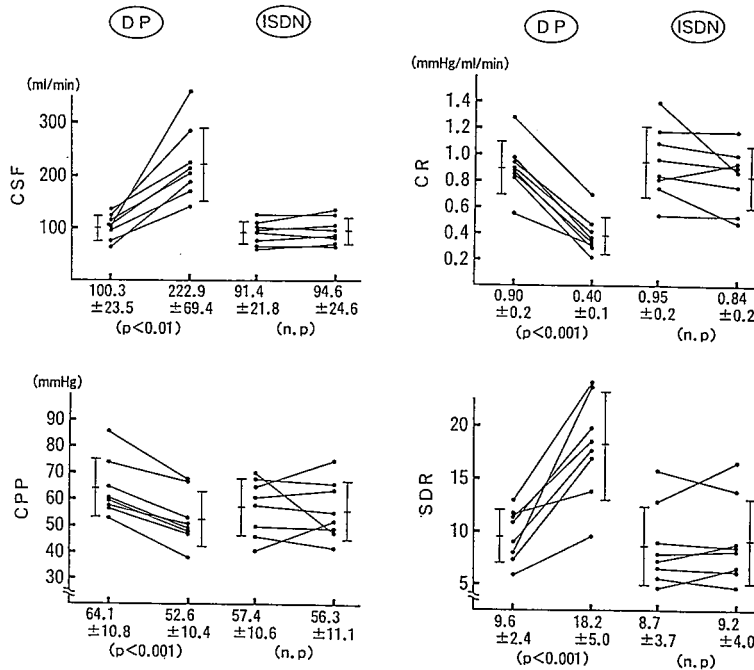 DP ISDN
(ml/min)
CSF
300
200
100
100.3 222.9 91.4 94.6
±23.5 ±69.4 ±21.8 ±24.6
(p<0.01) (n.p)
DP ISDN
(mmHg/ml/min)
CR
1.4
1.2
1.0
0.8
0.6
0.4
0.2
0.90 0.40 0.95 0.84
±0.2 ±0.1 ±0.2 ±0.2
(p<0.001) (n.p)
(mmHg)
CPP
90
80
70
60
50
40
30
64.1 52.6 57.4 56.3
±10.8 ±10.4 ±10.6 ±11.1
(p<0.001) (n.p)
SDR
20
15
10
5
9.6 18.2 8.7 9.2
±2.4 ±5.0 ±3.7 ±4.0
(p<0.001) (n.p)